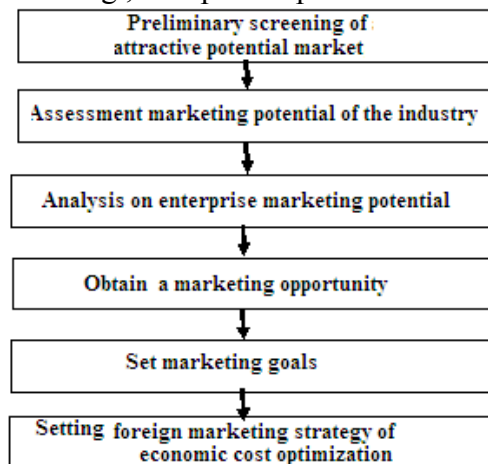 Preliminary screening of
attractive potential market
Assessment marketing potential of the industry
Analysis on enterprise marketing potential
Obtain a marketing opportunity
Set marketing goals
Setting foreign marketing strategy of
economic cost optimization